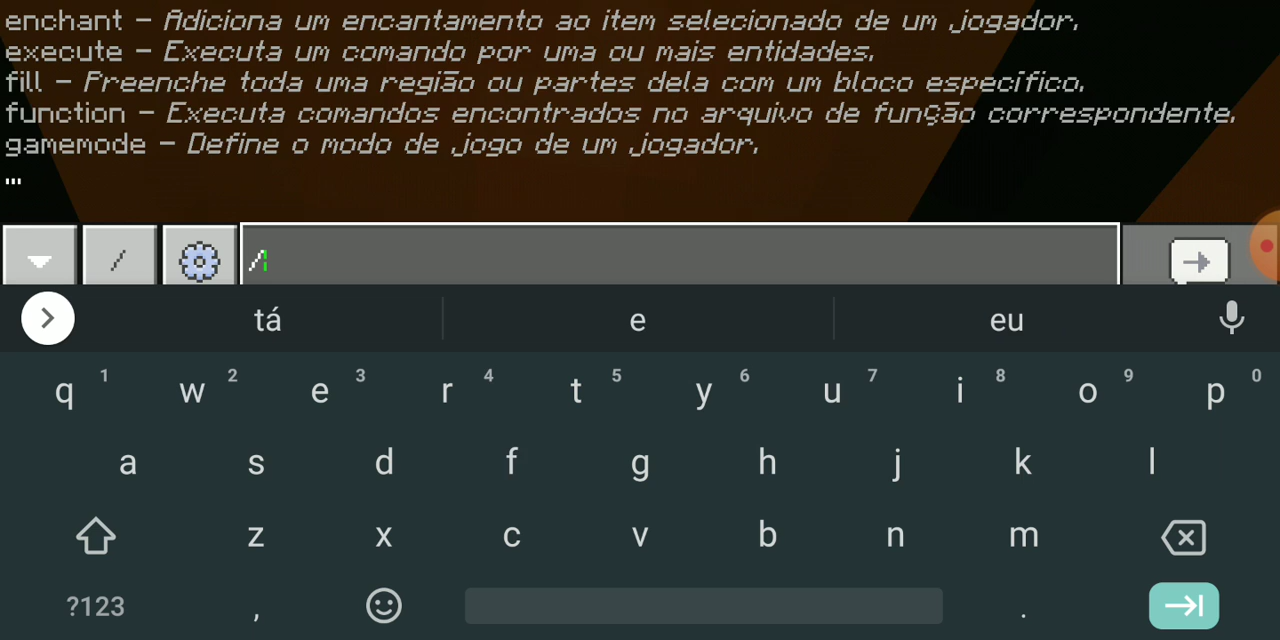 enchant – Adiciona um encantamento ao item selecionado de um jogador.
execute – Executa um comando por uma ou mais entidades.
fill – Preenche toda uma região ou partes dela com um bloco específico.
function – Executa comandos encontrados no arquivo de função correspondente.
gamemode – Define o modo de jogo de um jogador.
...
/ /
tá e eu
q 1 w 2 e 3 r 4 t 5 y 6 u 7 i 8 o 9 p 0
a s d f g h j k l
z x c v b n m
?123 , .